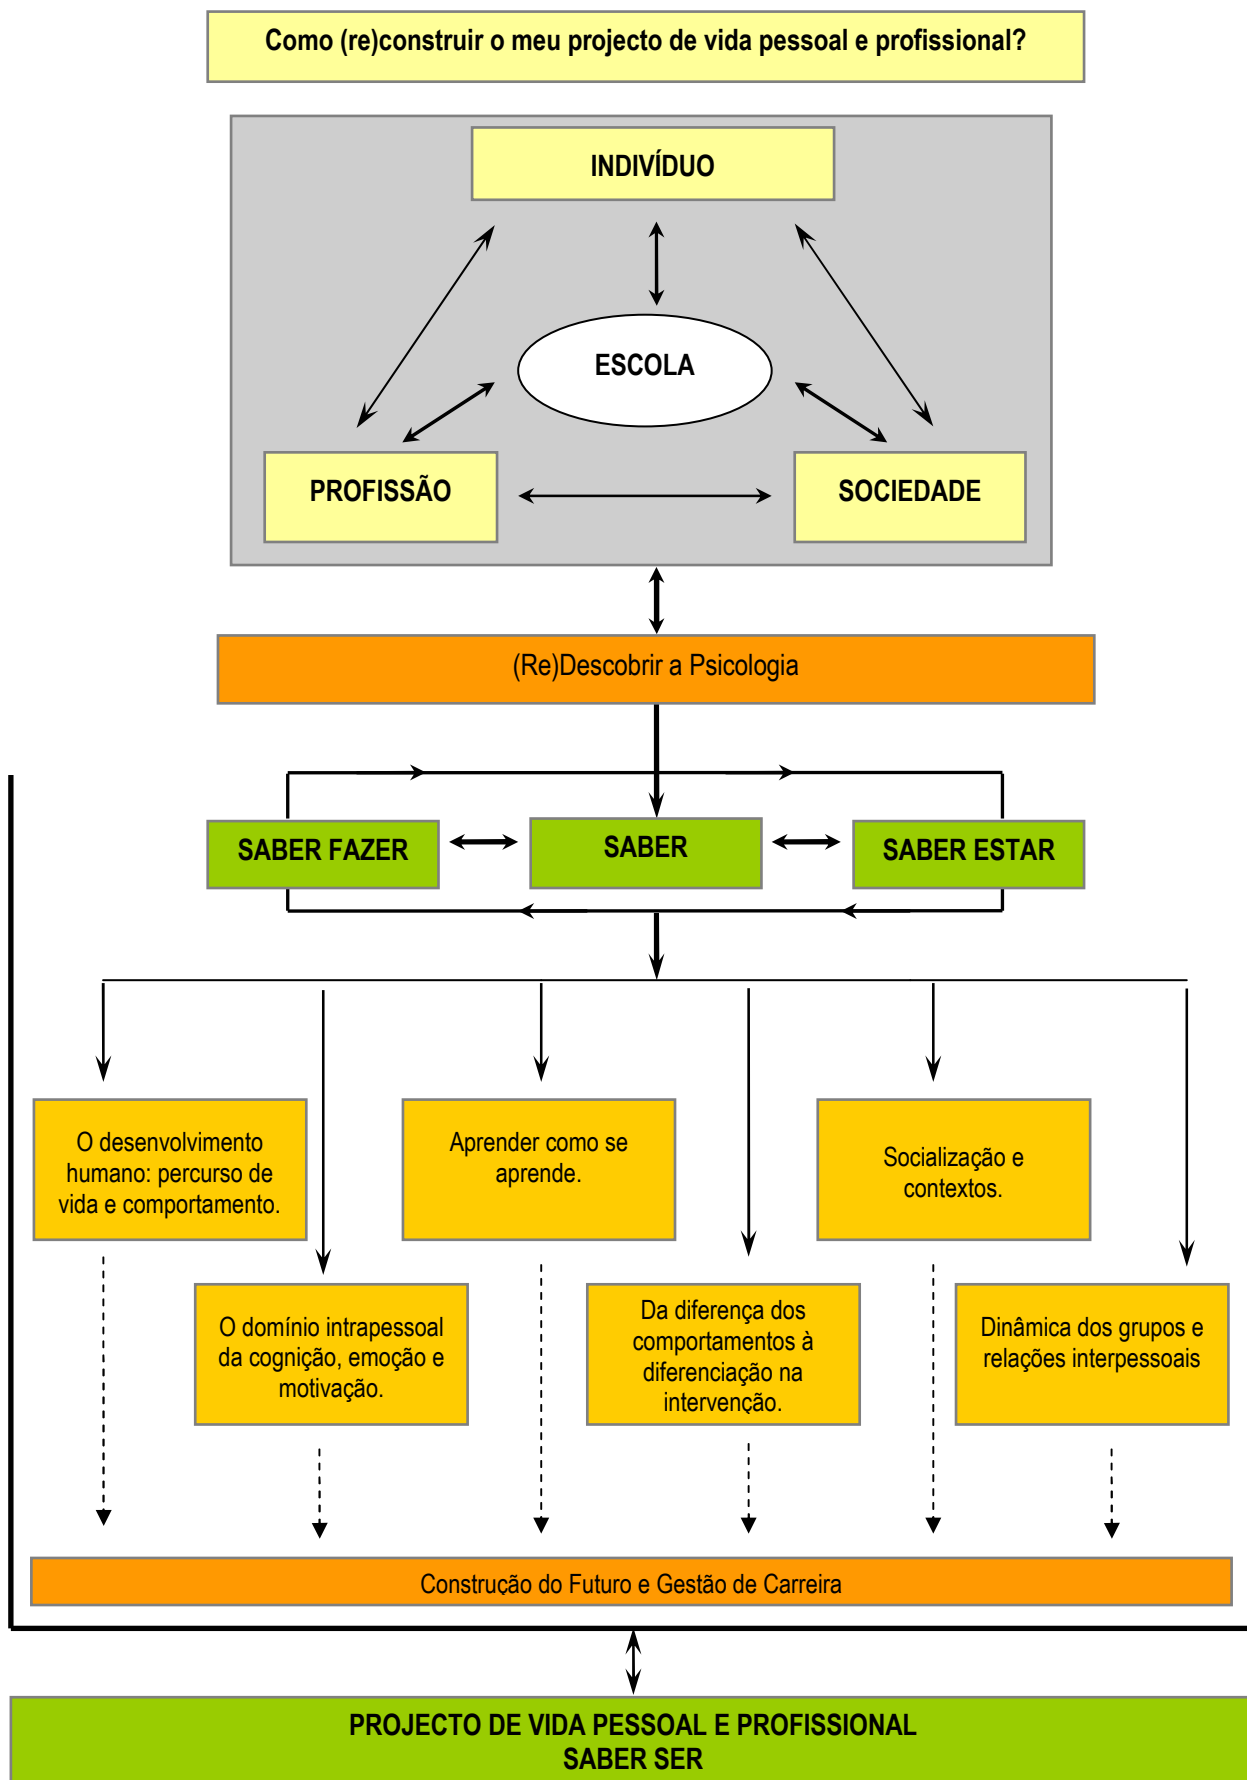 Como (re)construir o meu projecto de vida pessoal e profissional?
INDIVÍDUO
ESCOLA
PROFISSÃO
SOCIEDADE
(Re)Descobrir a Psicologia
SABER FAZER
SABER
SABER ESTAR
O desenvolvimento
humano: percurso de
vida e comportamento.
Aprender como se
aprende.
Socialização e
contextos.
O domínio intrapessoal
da cognição, emoção e
motivação.
Da diferença dos
comportamentos à
diferenciação na
intervenção.
Dinâmica dos grupos e
relações interpessoais
Construção do Futuro e Gestão de Carreira
PROJECTO DE VIDA PESSOAL E PROFISSIONAL
SABER SER